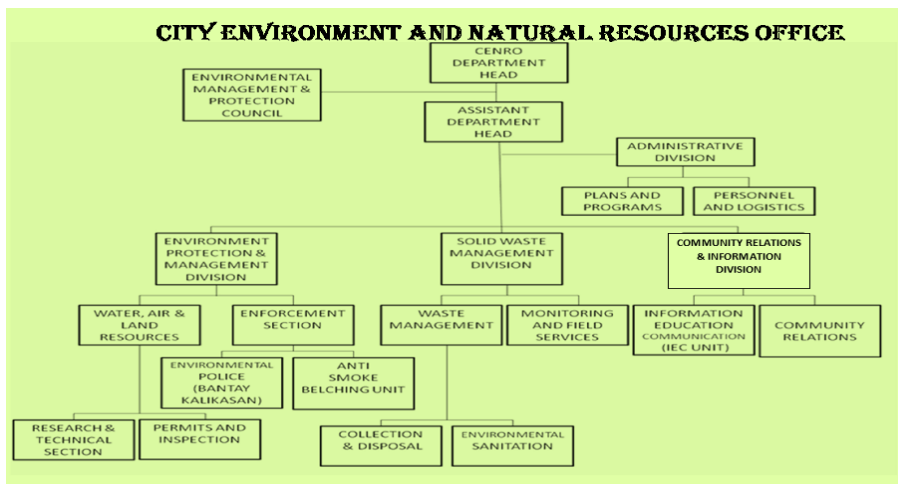 CITY ENVIRONMENT AND NATURAL RESOURCES OFFICE
CENRO
DEPARTMENT
HEAD
ENVIRONMENTAL
MANAGEMENT &
PROTECTION
COUNCIL
ASSISTANT
DEPARTMENT
HEAD
ADMINISTRATIVE
DIVISION
PLANS AND
PROGRAMS
PERSONNEL
AND LOGISTICS
ENVIRONMENT
PROTECTION &
MANAGEMENT
DIVISION
SOLID WASTE
MANAGEMENT
DIVISION
COMMUNITY RELATIONS
& INFORMATION
DIVISION
WATER, AIR &
LAND
RESOURCES
ENFORCEMENT
SECTION
WASTE
MANAGEMENT
MONITORING
AND FIELD
SERVICES
INFORMATION
EDUCATION
COMMUNICATION
(IEC UNIT)
COMMUNITY
RELATIONS
ENVIRONMENTAL
POLICE
(BANTAY
KALIKASAN)
ANTI
SMOKE
BELCHING UNIT
RESEARCH &
TECHNICAL
SECTION
PERMITS AND
INSPECTION
COLLECTION
& DISPOSAL
ENVIRONMENTAL
SANITATION